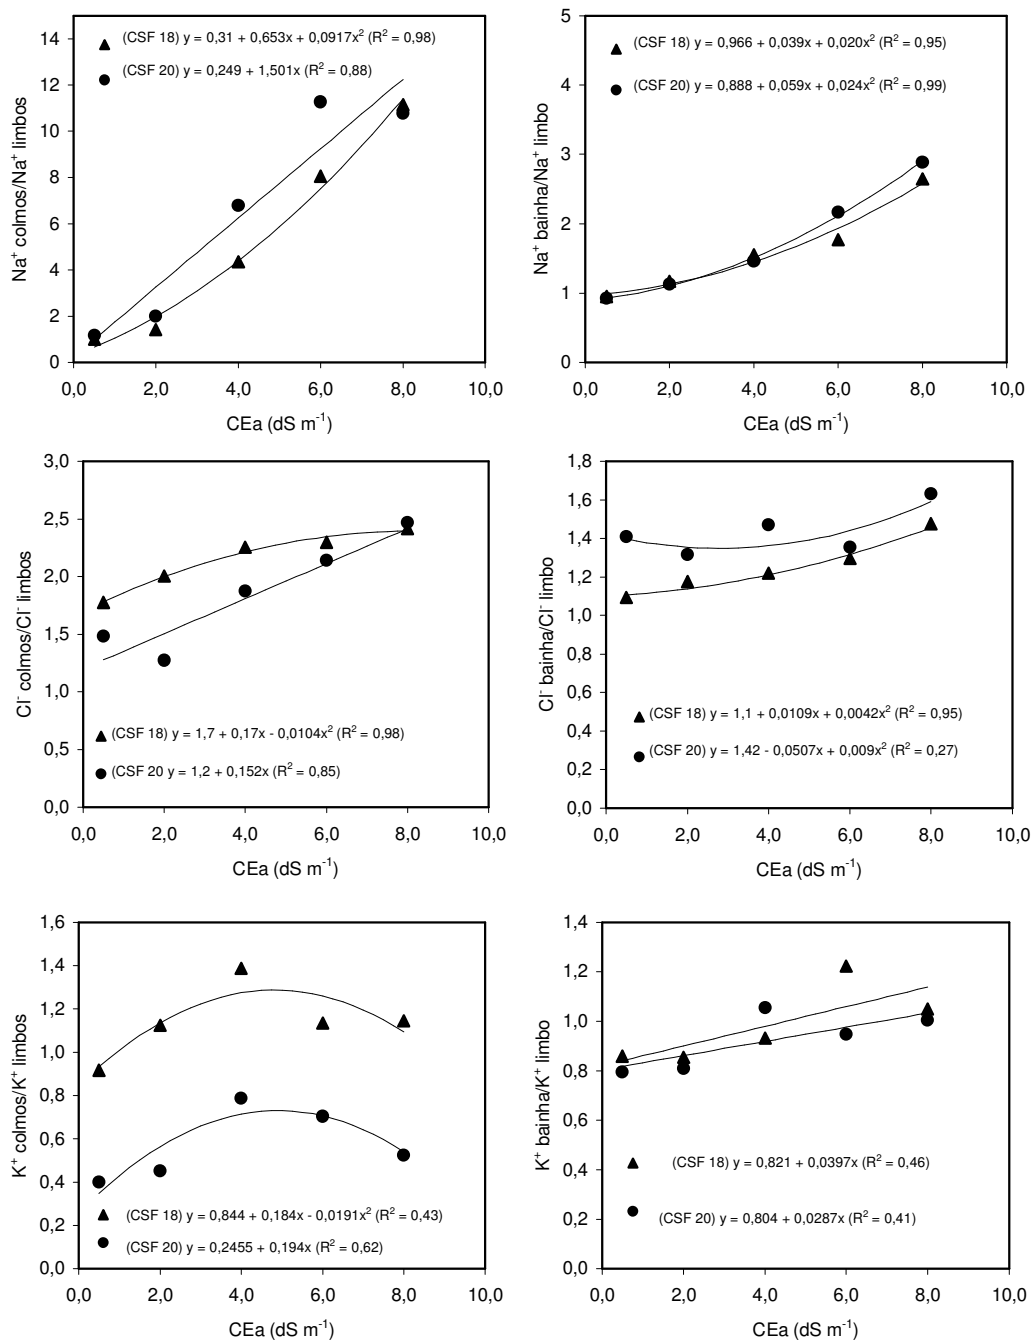 (CSF 18) y = 0,31 + 0,653x + 0,0917x² (R² = 0,98)
(CSF 20) y = 0,249 + 1,501x (R² = 0,88)
14
12
10
8
6
4
2
0
Na⁺ colmos/Na⁺ limbos
0,0 2,0 4,0 6,0 8,0 10,0
CEa (dS m⁻¹)
(CSF 18) y = 0,966 + 0,039x + 0,020x² (R² = 0,95)
(CSF 20) y = 0,888 + 0,059x + 0,024x² (R² = 0,99)
5
4
3
2
1
0
Na⁺ bainha/Na⁺ limbo
0,0 2,0 4,0 6,0 8,0 10,0
CEa (dS m⁻¹)
3,0
2,5
2,0
1,5
1,0
0,5
0,0
Cl⁻ colmos/Cl⁻ limbos
(CSF 18) y = 1,7 + 0,17x - 0,0104x² (R² = 0,98)
(CSF 20 y = 1,2 + 0,152x (R² = 0,85)
0,0 2,0 4,0 6,0 8,0 10,0
CEa (dS m⁻¹)
1,8
1,6
1,4
1,2
1,0
0,8
0,6
0,4
0,2
0,0
Cl⁻ bainha/Cl⁻ limbo
(CSF 18) y = 1,1 + 0,0109x + 0,0042x² (R² = 0,95)
(CSF 20) y = 1,42 - 0,0507x + 0,009x² (R² = 0,27)
0,0 2,0 4,0 6,0 8,0 10,0
CEa (dS m⁻¹)
1,6
1,4
1,2
1,0
0,8
0,6
0,4
0,2
0,0
K⁺ colmos/K⁺ limbos
(CSF 18) y = 0,844 + 0,184x - 0,0191x² (R² = 0,43)
(CSF 20) y = 0,2455 + 0,194x (R² = 0,62)
0,0 2,0 4,0 6,0 8,0 10,0
CEa (dS m⁻¹)
1,4
1,2
1,0
0,8
0,6
0,4
0,2
0,0
K⁺ bainha/K⁺ limbo
(CSF 18) y = 0,821 + 0,0397x (R² = 0,46)
(CSF 20) y = 0,804 + 0,0287x (R² = 0,41)
0,0 2,0 4,0 6,0 8,0 10,0
CEa (dS m⁻¹)